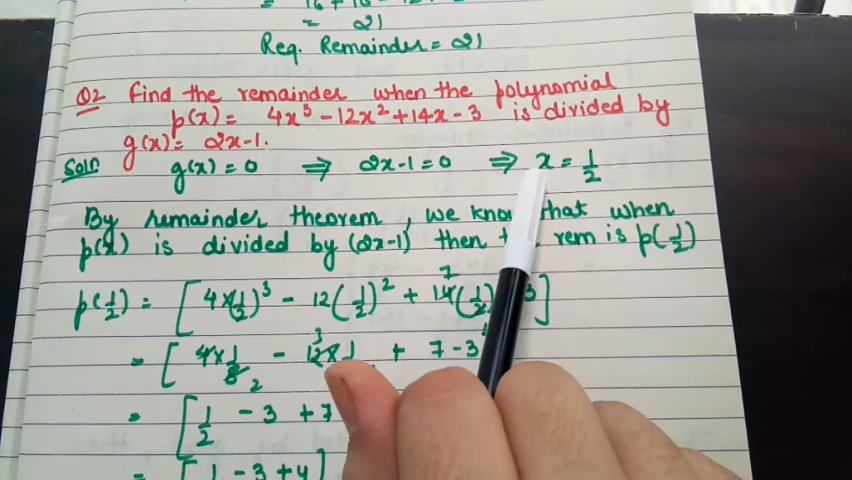 = 21
Req. Remainder = 21
Q2 Find the remainder when the polynomial
p(x) = 4x³ - 12x² + 14x - 3 is divided by
g(x) = 2x-1.
Soln g(x) = 0 ⇒ 2x-1 = 0 ⇒ x = 1/2
By remainder theorem, we know that when
p(x) is divided by (2x-1) then rem is p(1/2)
p(1/2) = [ 4×(1/2)³ - 12(1/2)² + 14(1/2) 3 ]
7
= [ 4×1/8 - 12×1 + 7-3
2 3
= [ 1/2 - 3 + 7
= [ 1 - 3 + 4 ]